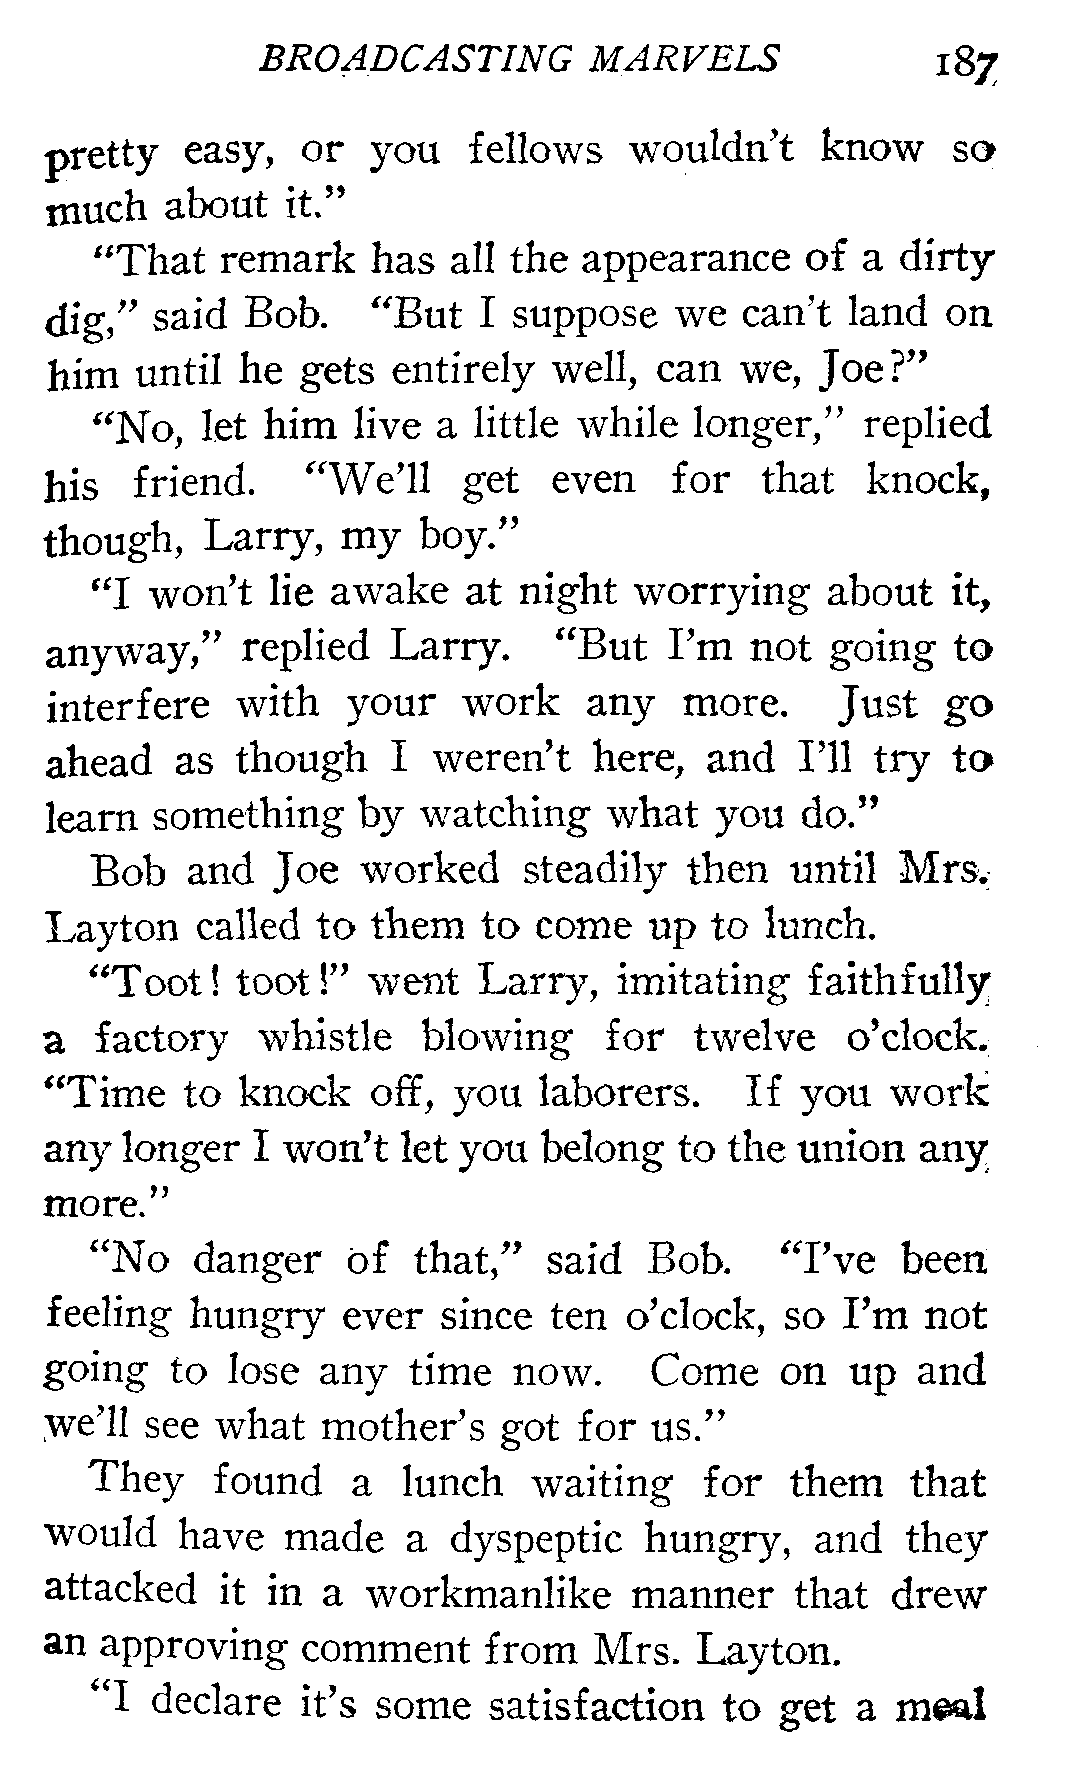 BROADCASTING MARVELS 187
pretty easy, or you fellows wouldn't know so
much about it."
"That remark has all the appearance of a dirty
dig," said Bob. "But I suppose we can't land on
him until he gets entirely well, can we, Joe?"
"No, let him live a little while longer," replied
his friend. "We'll get even for that knock,
though, Larry, my boy."
"I won't lie awake at night worrying about it,
anyway," replied Larry. "But I'm not going to
interfere with your work any more. Just go
ahead as though I weren't here, and I'll try to
learn something by watching what you do."
Bob and Joe worked steadily then until Mrs.
Layton called to them to come up to lunch.
"Toot! toot!" went Larry, imitating faithfully
a factory whistle blowing for twelve o'clock.
"Time to knock off, you laborers. If you work
any longer I won't let you belong to the union any
more."
"No danger of that," said Bob. "I've been
feeling hungry ever since ten o'clock, so I'm not
going to lose any time now. Come on up and
we'll see what mother's got for us."
They found a lunch waiting for them that
would have made a dyspeptic hungry, and they
attacked it in a workmanlike manner that drew
an approving comment from Mrs. Layton.
"I declare it's some satisfaction to get a meal